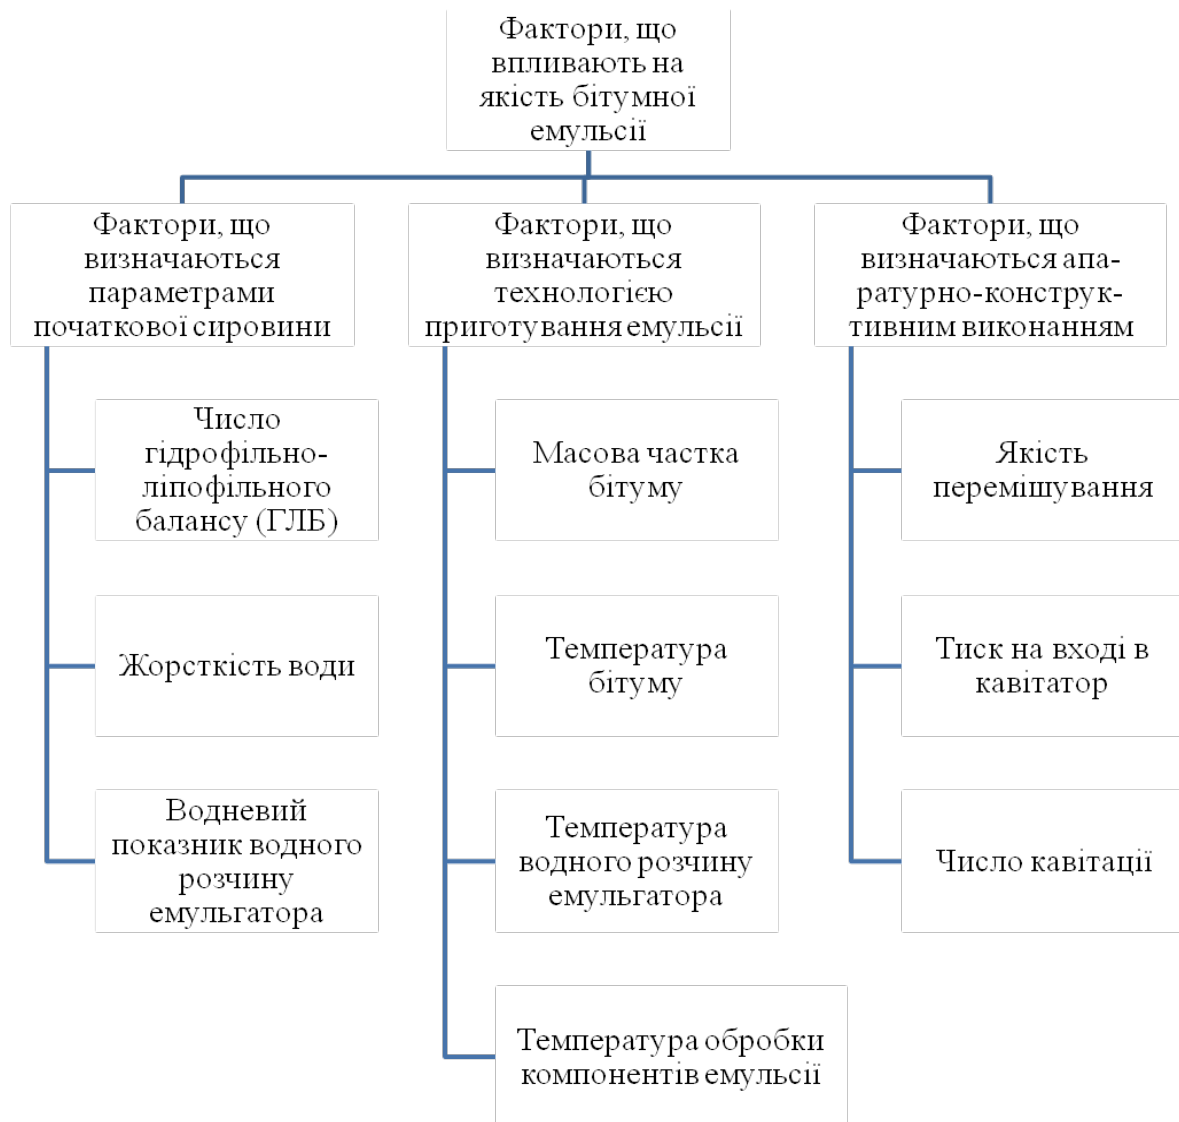 Фактори, що
впливають на
якість бітумної
емульсії
Фактори, що
визначаються
параметрами
початкової сировини
Число
гідрофільно-
ліпофільного
балансу (ГЛБ)
Жорсткість води
Водневий
показник водного
розчину
емульгатора
Фактори, що
визначаються
технологією
приготування емульсії
Масова частка
бітуму
Температура
бітуму
Температура
водного розчину
емульгатора
Температура обробки
компонентів емульсії
Фактори, що
визначаються апа-
ратурно-конструк-
тивним виконанням
Якість
перемішування
Тиск на вході в
кавітатор
Число кавітації